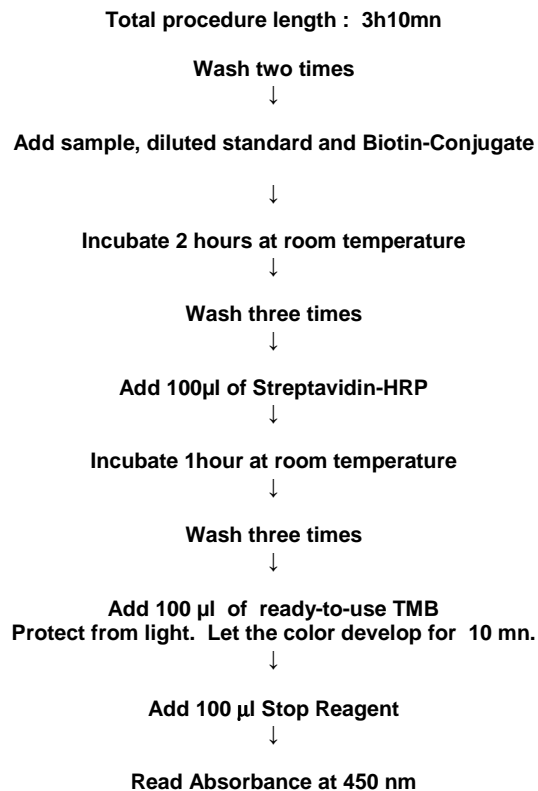 Total procedure length : 3h10mn
Wash two times
↓
Add sample, diluted standard and Biotin-Conjugate
↓
Incubate 2 hours at room temperature
↓
Wash three times
↓
Add 100µl of Streptavidin-HRP
↓
Incubate 1hour at room temperature
↓
Wash three times
↓
Add 100 µl of ready-to-use TMB
Protect from light. Let the color develop for 10 mn.
↓
Add 100 µl Stop Reagent
↓
Read Absorbance at 450 nm